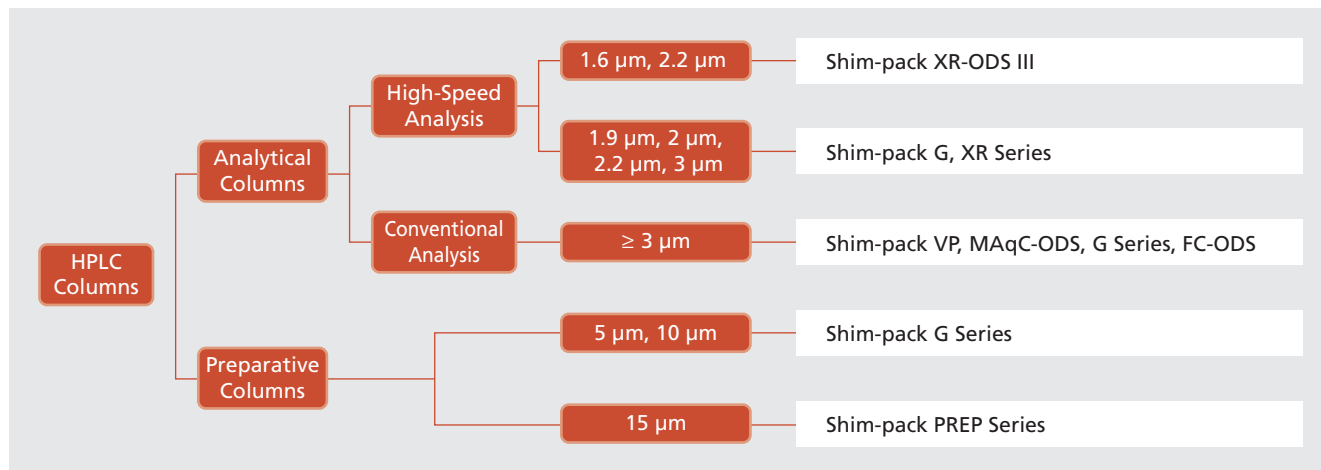 HPLC
Columns
Analytical
Columns
High-Speed
Analysis
1.6 µm, 2.2 µm
Shim-pack XR-ODS III
1.9 µm, 2 µm,
2.2 µm, 3 µm
Shim-pack G, XR Series
Conventional
Analysis
≥ 3 µm
Shim-pack VP, MAqC-ODS, G Series, FC-ODS
Preparative
Columns
5 µm, 10 µm
Shim-pack G Series
15 µm
Shim-pack PREP Series